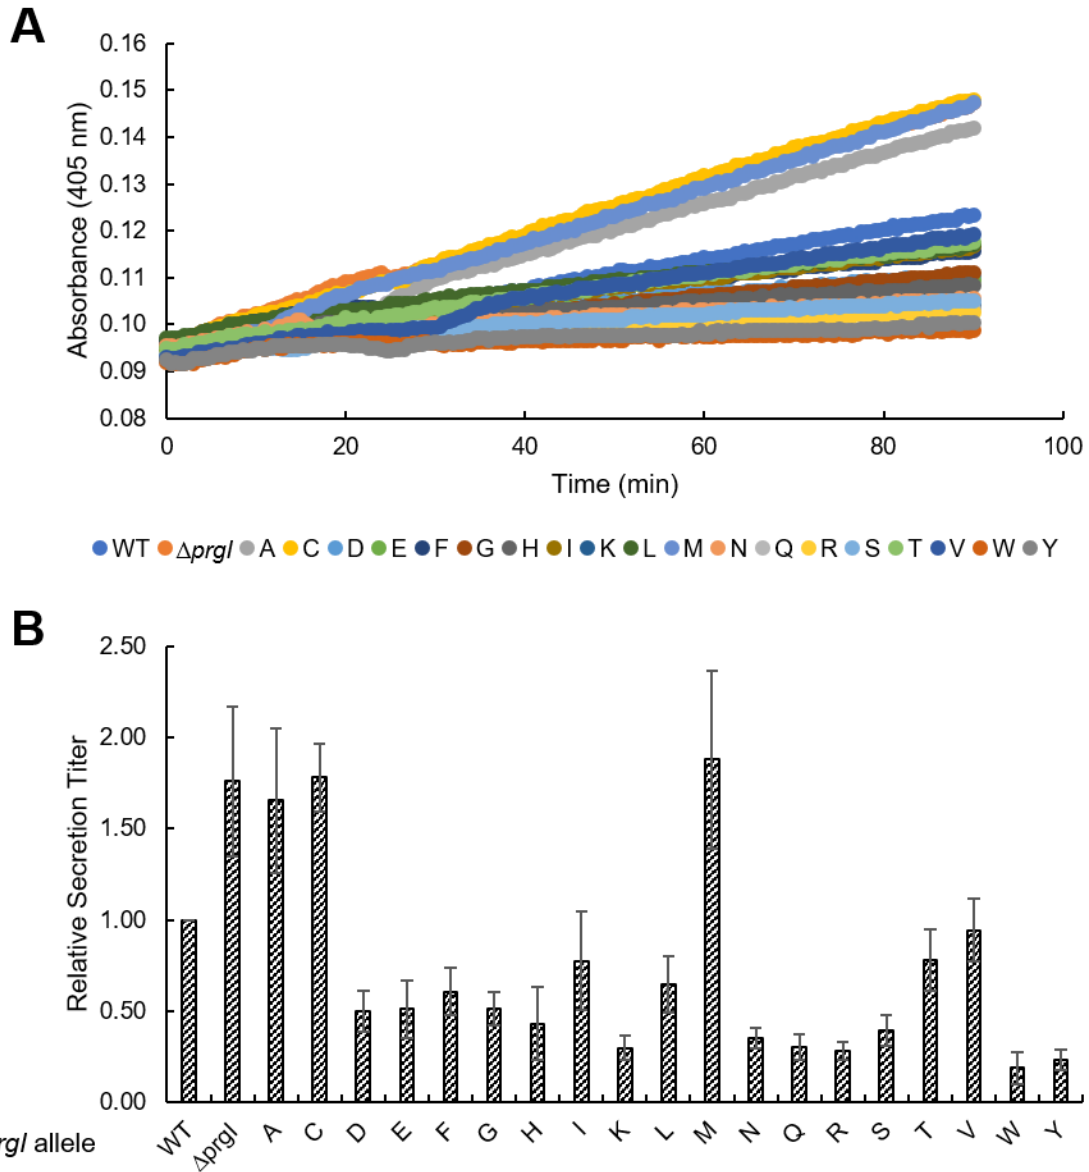 A
0.16
0.15
0.14
0.13
0.12
0.11
0.10
0.09
0.08
Absorbance (405 nm)
0 20 40 60 80 100
Time (min)
WT Δprgl A C D E F G H I K L M N Q R S T V W Y
B
2.50
2.00
1.50
1.00
0.50
0.00
Relative Secretion Titer
WT Δprgl A C D E F G H I K L M N Q R S T V W Y
rgl allele